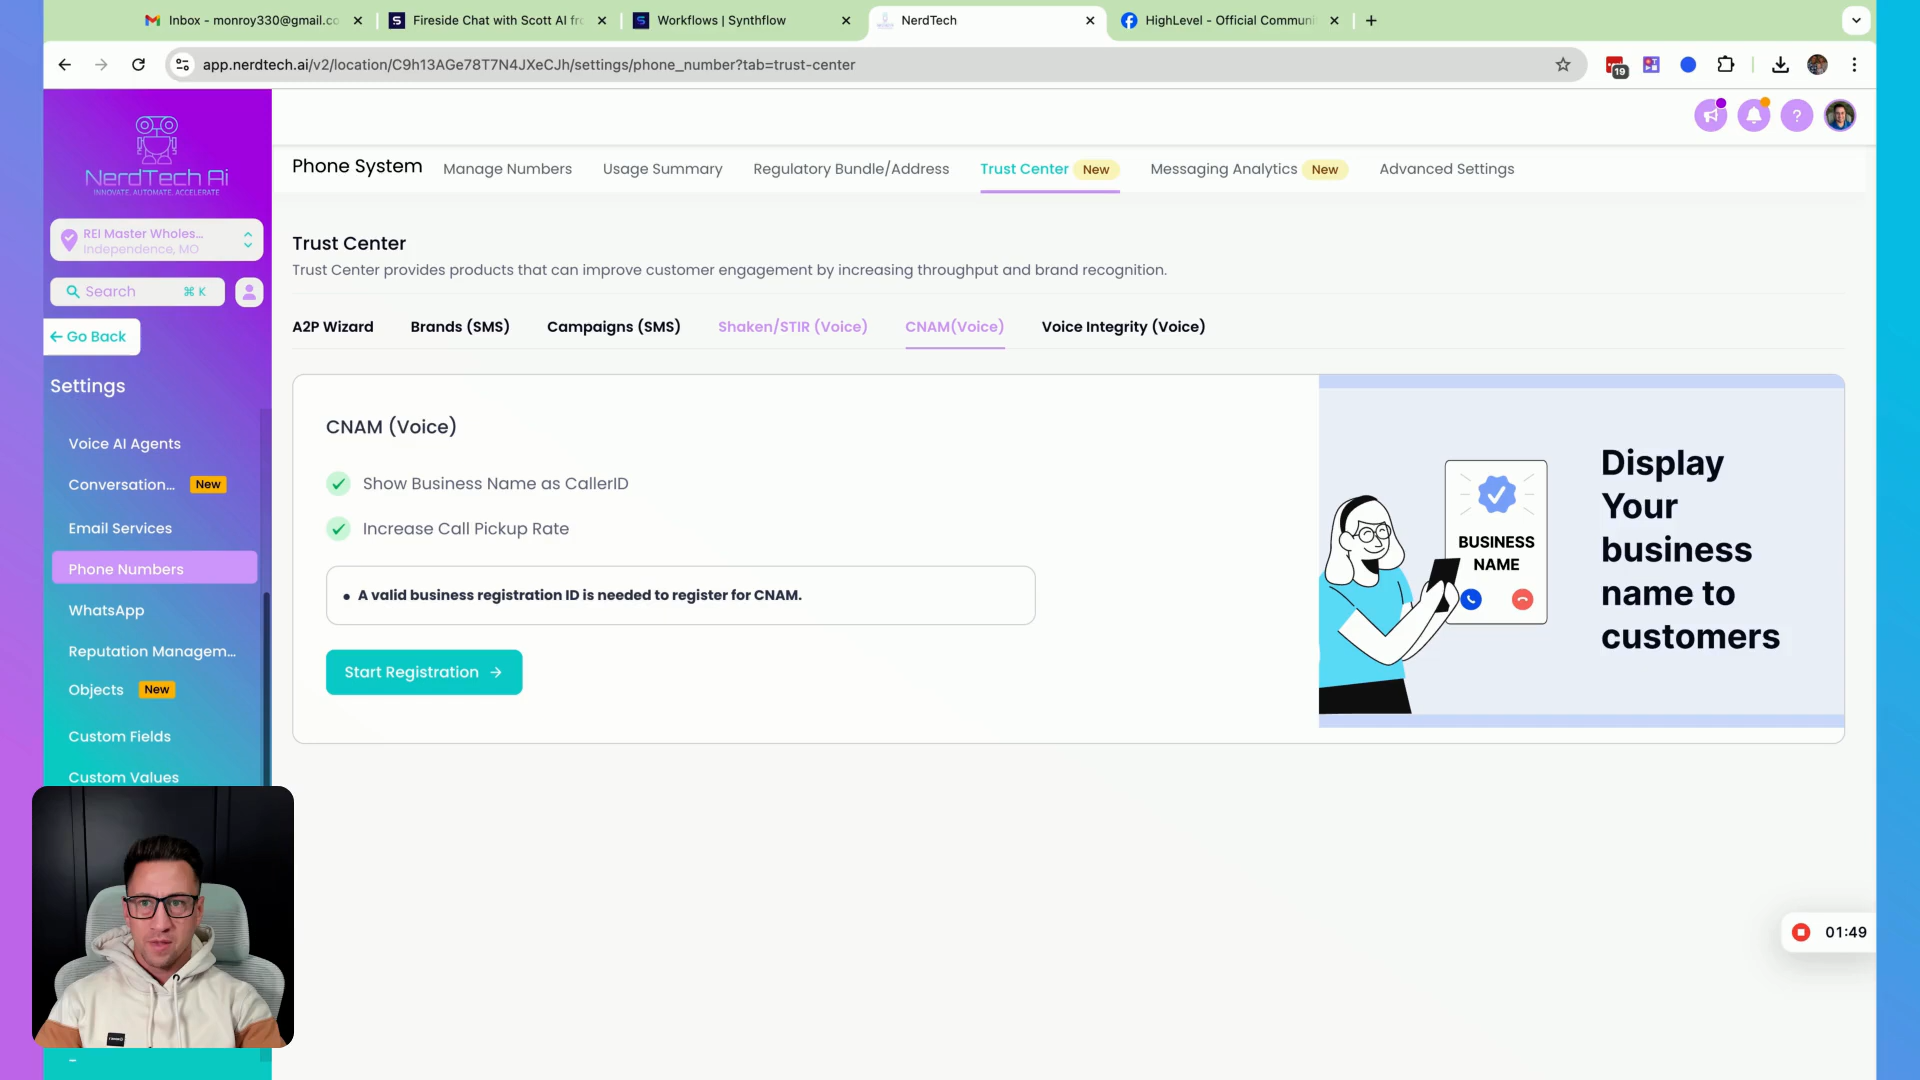 Inbox - monroy330@gmail.co
Fireside Chat with Scott AI fr
Workflows | Synthflow
NerdTech
HighLevel - Official Communi
app.nerdtech.ai/v2/location/C9h13AGe78T7N4JXeCJh/settings/phone_number?tab=trust-center
19
NerdTech Ai
INNOVATE. AUTOMATE. ACCELERATE
REI Master Wholes...
Independence, MO
Search ⌘ K
← Go Back
Settings
Voice AI Agents
Conversation... New
Email Services
Phone Numbers
WhatsApp
Reputation Managem...
Objects New
Custom Fields
Custom Values
Phone System
Manage Numbers
Usage Summary
Regulatory Bundle/Address
Trust Center New
Messaging Analytics New
Advanced Settings
?
Trust Center
Trust Center provides products that can improve customer engagement by increasing throughput and brand recognition.
A2P Wizard
Brands (SMS)
Campaigns (SMS)
Shaken/STIR (Voice)
CNAM(Voice)
Voice Integrity (Voice)
CNAM (Voice)
Show Business Name as CallerID
Increase Call Pickup Rate
• A valid business registration ID is needed to register for CNAM.
Start Registration →
BUSINESS
NAME
Display
Your
business
name to
customers
01:49